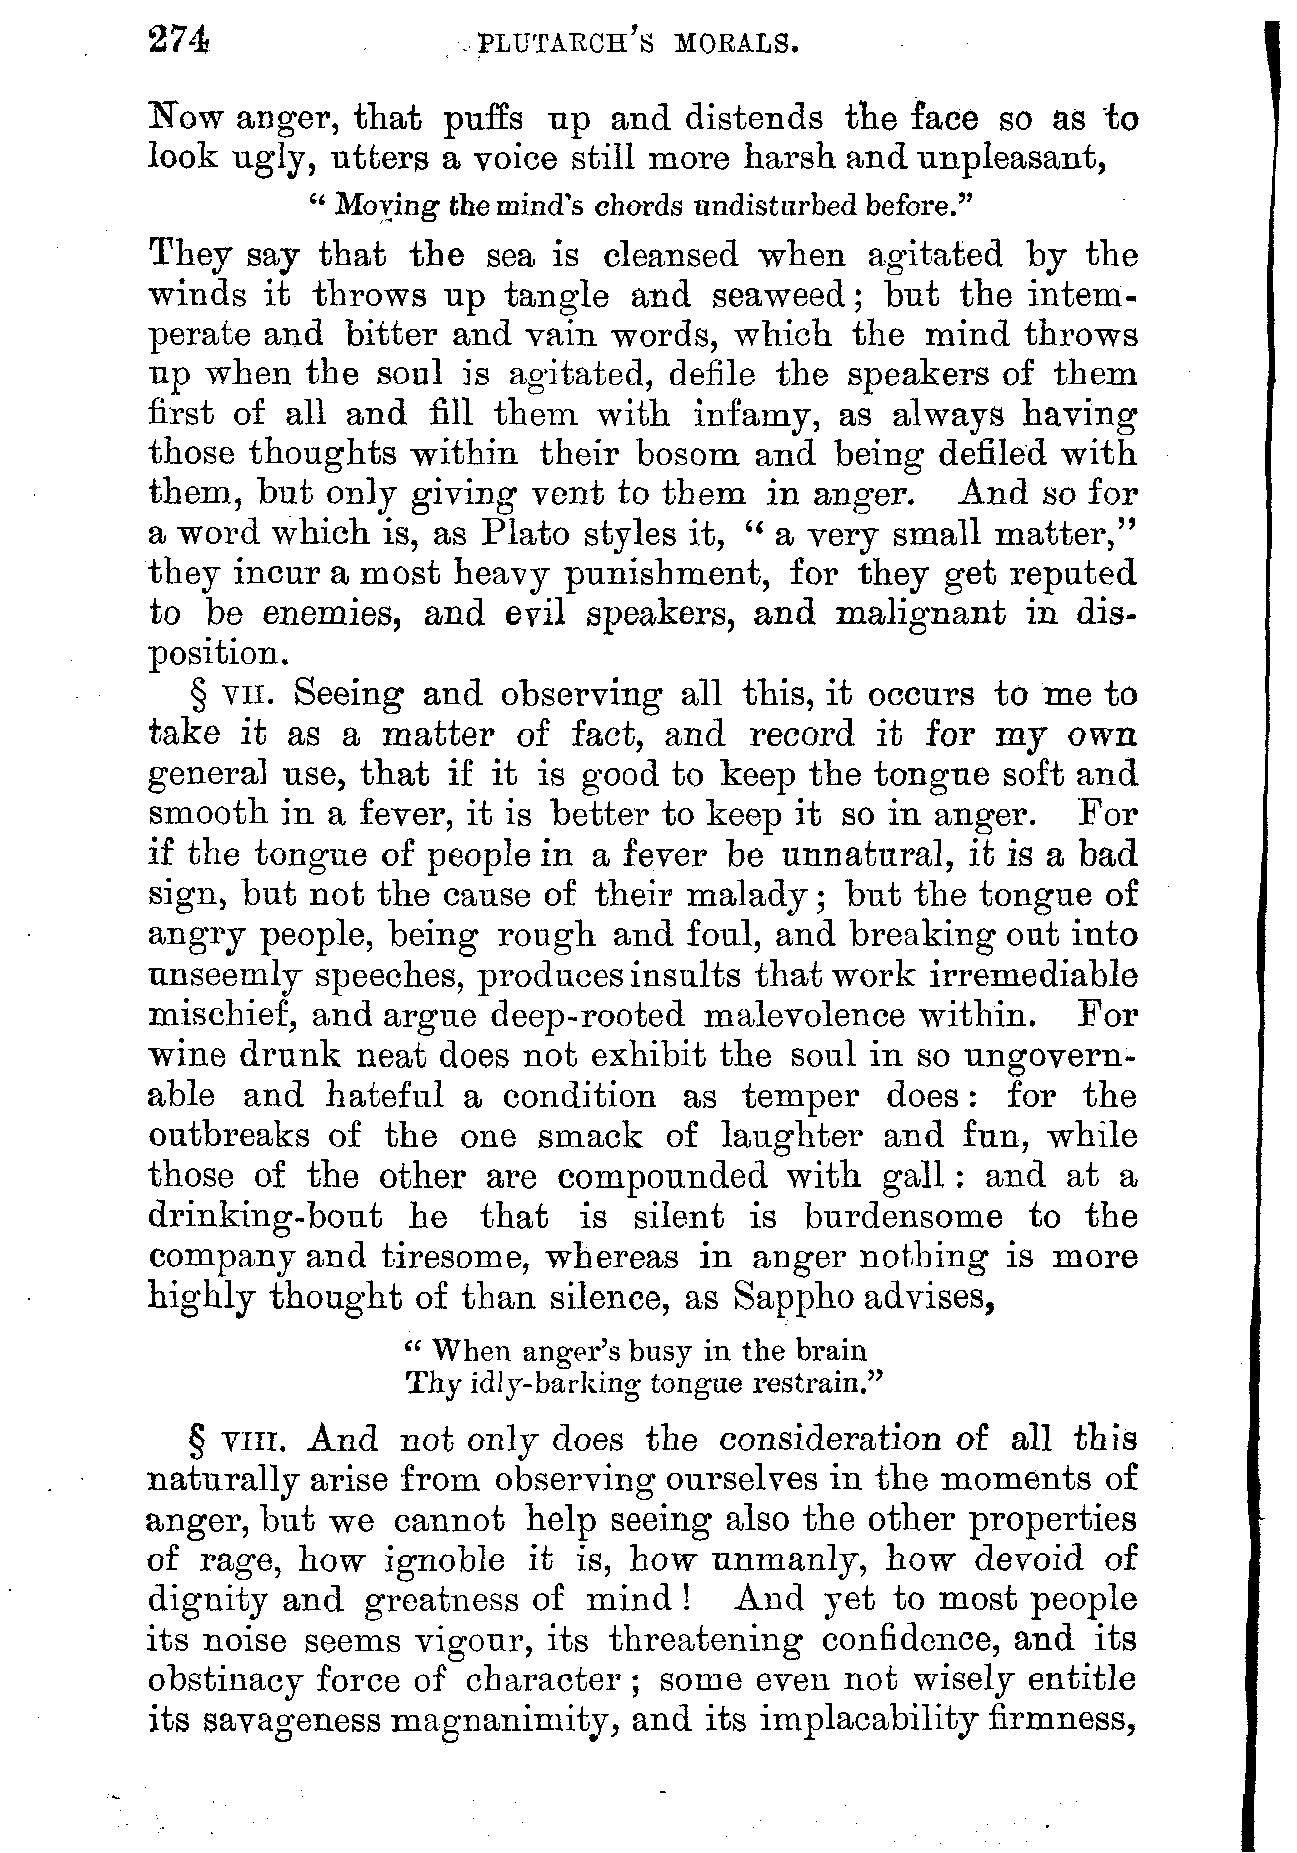 274 PLUTARCH'S MORALS.
Now anger, that puffs up and distends the face so as to
look ugly, utters a voice still more harsh and unpleasant,
“ Moving the mind's chords undisturbed before.”
They say that the sea is cleansed when agitated by the
winds it throws up tangle and seaweed ; but the intem-
perate and bitter and vain words, which the mind throws
up when the soul is agitated, defile the speakers of them
first of all and fill them with infamy, as always having
those thoughts within their bosom and being defiled with
them, but only giving vent to them in anger. And so for
a word which is, as Plato styles it, “ a very small matter,”
they incur a most heavy punishment, for they get reputed
to be enemies, and evil speakers, and malignant in dis-
position.
§ VII. Seeing and observing all this, it occurs to me to
take it as a matter of fact, and record it for my own
general use, that if it is good to keep the tongue soft and
smooth in a fever, it is better to keep it so in anger. For
if the tongue of people in a fever be unnatural, it is a bad
sign, but not the cause of their malady ; but the tongue of
angry people, being rough and foul, and breaking out into
unseemly speeches, produces insults that work irremediable
mischief, and argue deep-rooted malevolence within. For
wine drunk neat does not exhibit the soul in so ungovern-
able and hateful a condition as temper does : for the
outbreaks of the one smack of laughter and fun, while
those of the other are compounded with gall : and at a
drinking-bout he that is silent is burdensome to the
company and tiresome, whereas in anger nothing is more
highly thought of than silence, as Sappho advises,
“ When anger's busy in the brain
Thy idly-barking tongue restrain.”
§ VIII. And not only does the consideration of all this
naturally arise from observing ourselves in the moments of
anger, but we cannot help seeing also the other properties
of rage, how ignoble it is, how unmanly, how devoid of
dignity and greatness of mind ! And yet to most people
its noise seems vigour, its threatening confidence, and its
obstinacy force of character ; some even not wisely entitle
its savageness magnanimity, and its implacability firmness,